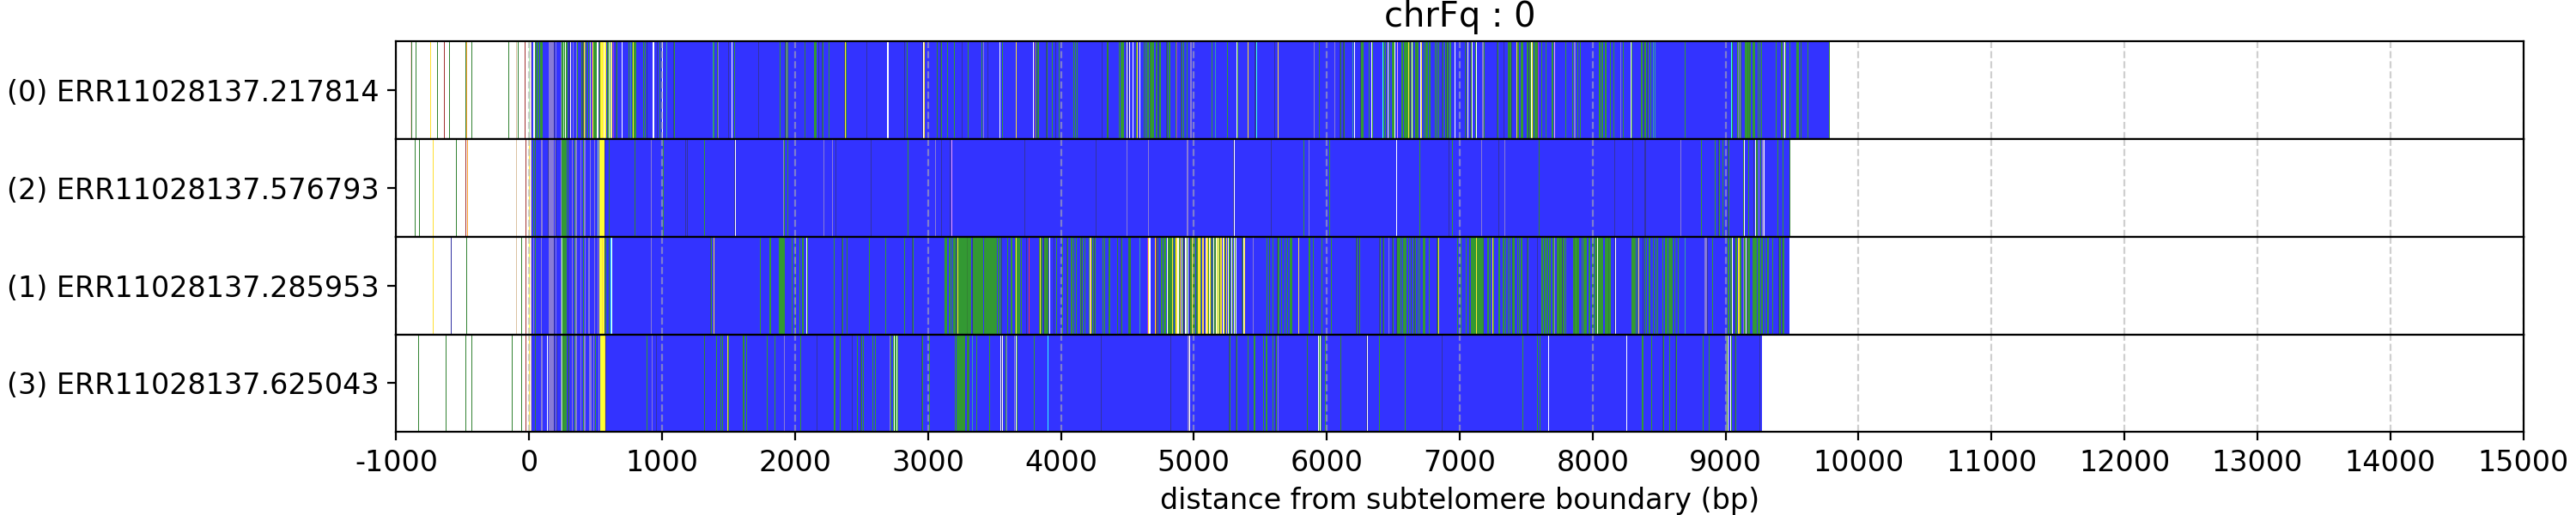 chrFq : 0
(0) ERR11028137.217814
(2) ERR11028137.576793
(1) ERR11028137.285953
(3) ERR11028137.625043
-1000 0 1000 2000 3000 4000 5000 6000 7000 8000 9000 10000 11000 12000 13000 14000 15000
distance from subtelomere boundary (bp)